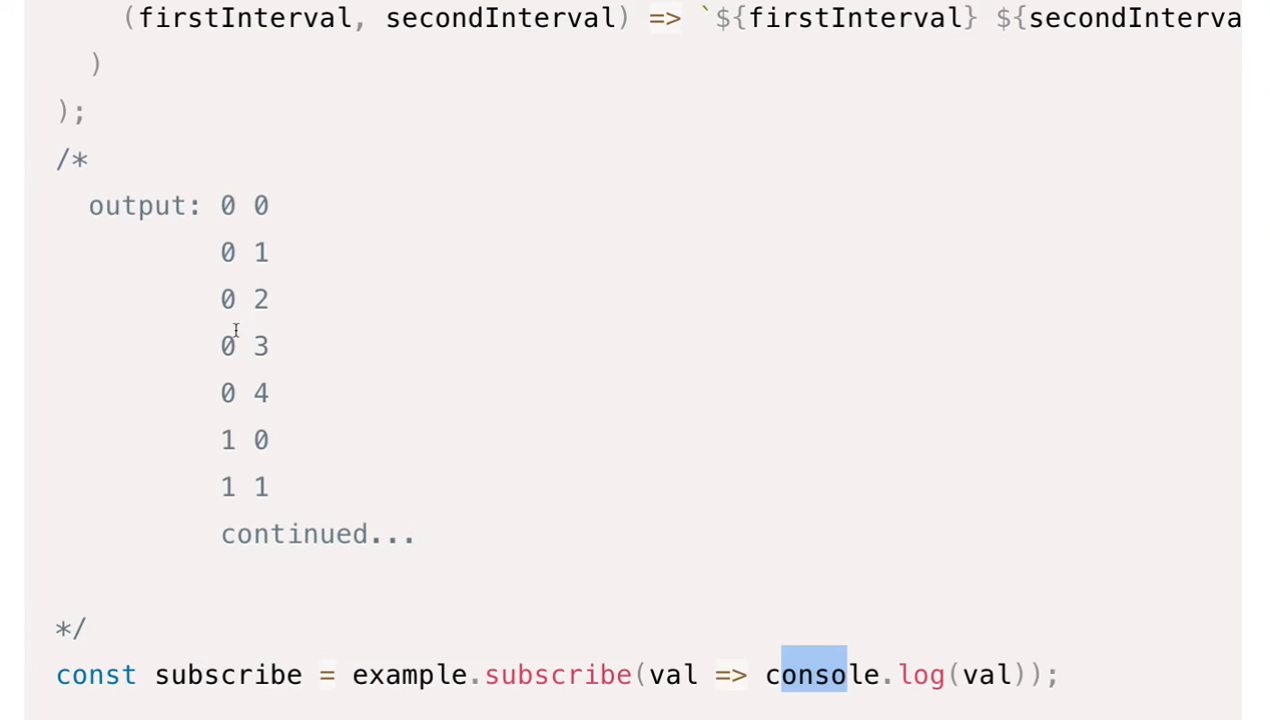 (firstInterval, secondInterval) => `${firstInterval} ${secondInterva
)
);
/*
output: 0 0
0 1
0 2
0 3
0 4
1 0
1 1
continued...
*/
const subscribe = example.subscribe(val => console.log(val));